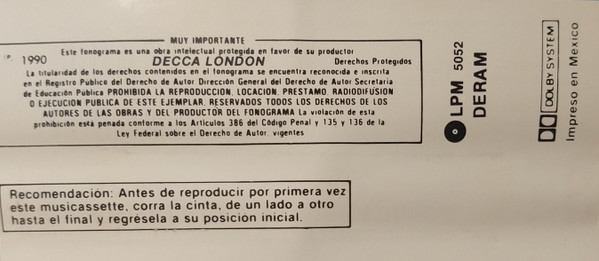 MUY IMPORTANTE
Este fonograma es una obra intelectual protegida en favor de su productor
℗ 1990 DECCA LONDON Derechos Protegidos
La titularidad de los derechos contenidos en el fonograma se encuentra reconocida e inscrita
en el Registro Público del Derecho de Autor Dirección General del Derecho de Autor Secretaria
de Educación Publica PROHIBIDA LA REPRODUCCION, LOCACION, PRESTAMO, RADIODIFUSION
O EJECUCION PUBLICA DE ESTE EJEMPLAR. RESERVADOS TODOS LOS DERECHOS DE LOS
AUTORES DE LAS OBRAS Y DEL PRODUCTOR DEL FONOGRAMA La violación de esta
prohibición está penada conforme a los Artículos 386 del Código Penal y 135 y 136 de la
Ley Federal sobre el Derecho de Autor, vigentes
LPM 5052
DERAM
DOLBY SYSTEM
Impreso en México
Recomendación: Antes de reproducir por primera vez
este musicassette, corra la cinta, de un lado a otro
hasta el final y regrésela a su posición inicial.